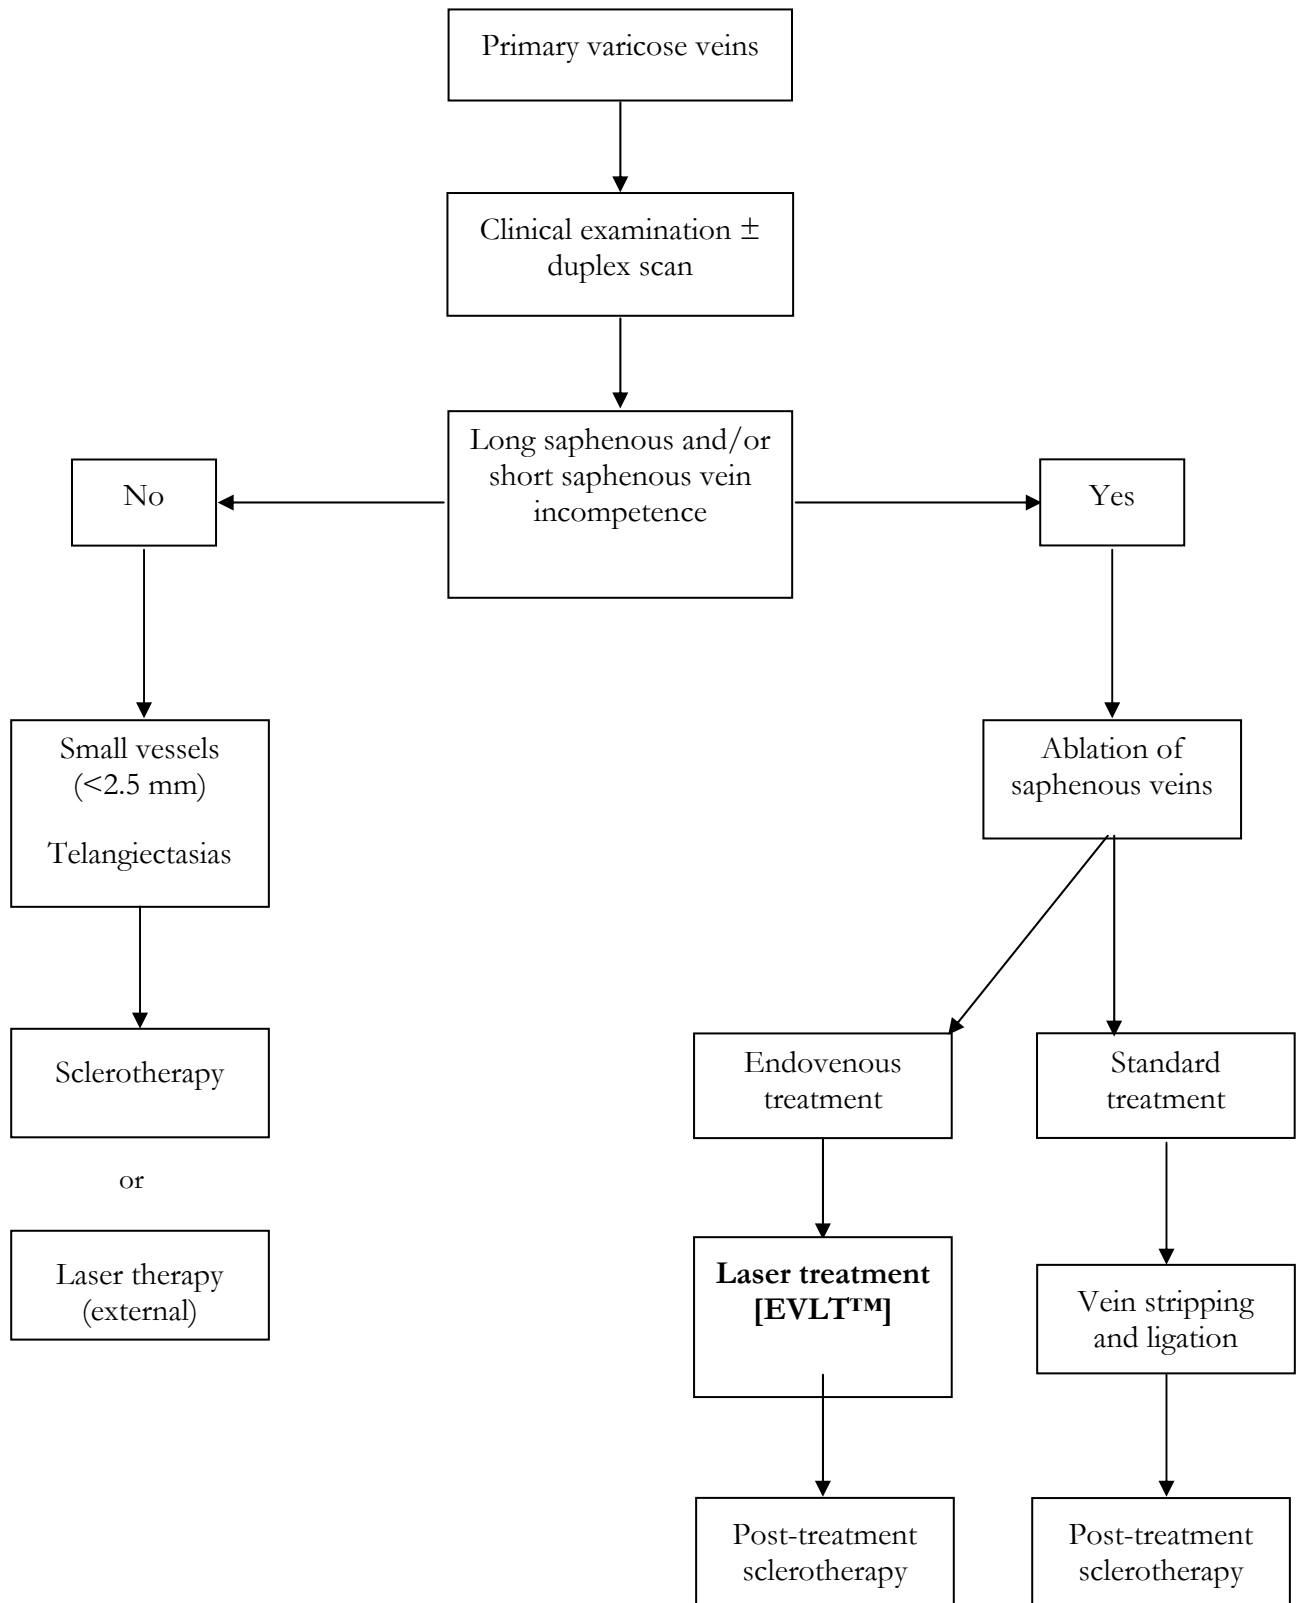 Primary varicose veins
Clinical examination ±
duplex scan
Long saphenous and/or
short saphenous vein
incompetence
No
Yes
Small vessels
(<2.5 mm)
Telangiectasias
Ablation of
saphenous veins
Sclerotherapy
or
Laser therapy
(external)
Endovenous
treatment
Standard
treatment
Laser treatment
[EVLT™]
Vein stripping
and ligation
Post-treatment
sclerotherapy
Post-treatment
sclerotherapy